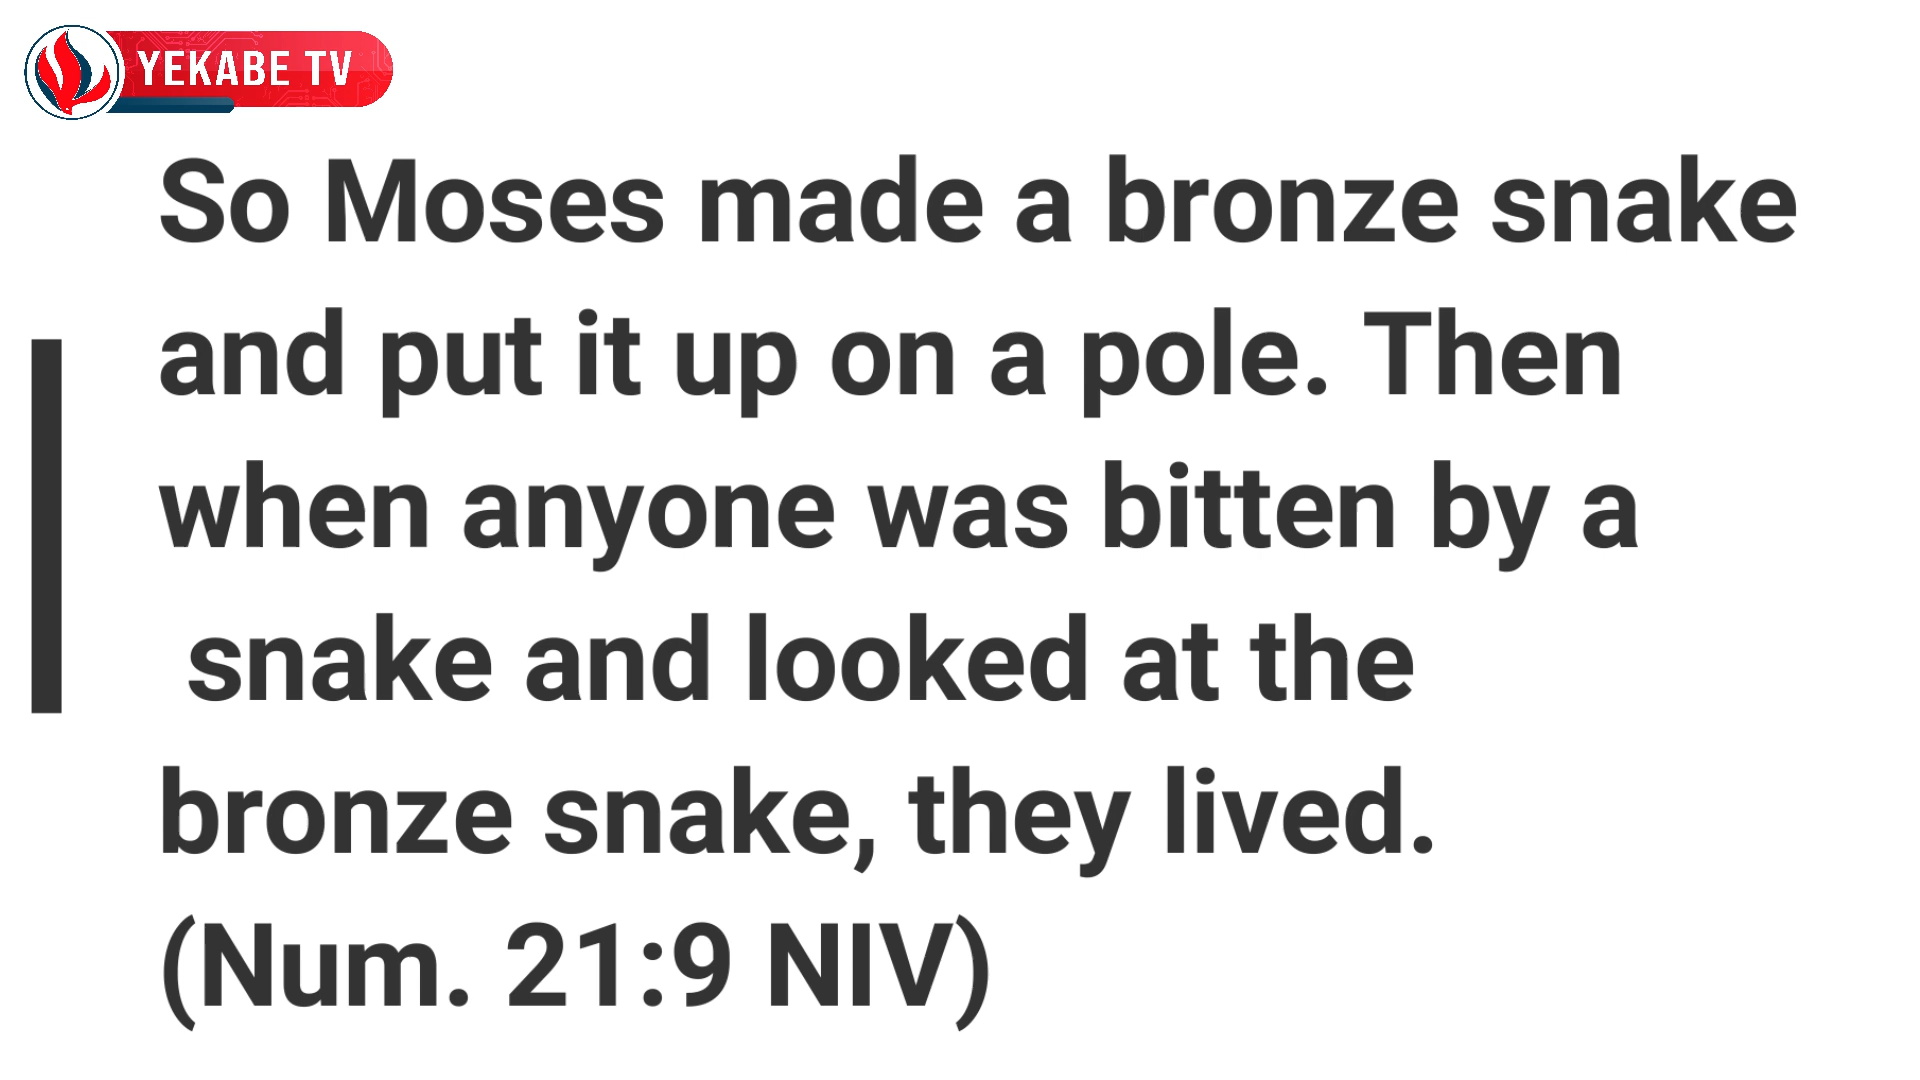 YEKABE TV
So Moses made a bronze snake
and put it up on a pole. Then
when anyone was bitten by a
snake and looked at the
bronze snake, they lived.
(Num. 21:9 NIV)